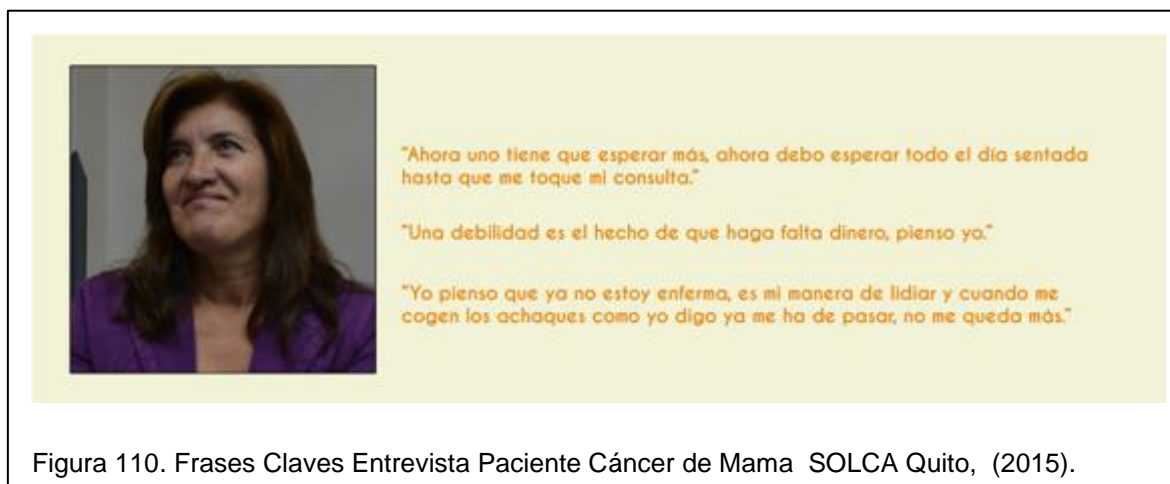 "Ahora uno tiene que esperar más, ahora debo esperar todo el día sentada
hasta que me toque mi consulta."
"Una debilidad es el hecho de que haga falta dinero, pienso yo."
"Yo pienso que ya no estoy enferma, es mi manera de lidiar y cuando me
cogen los achaques como yo digo ya me ha de pasar, no me queda más."
Figura 110. Frases Claves Entrevista Paciente Cáncer de Mama  SOLCA Quito,  (2015).